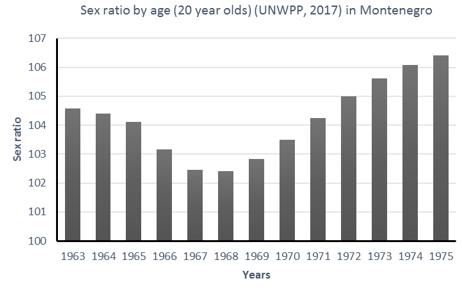 Sex ratio by age (20 year olds) (UNWPP, 2017) in Montenegro
107
106
105
104
103
102
101
100
Sex ratio
1963 1964 1965 1966 1967 1968 1969 1970 1971 1972 1973 1974 1975
Years